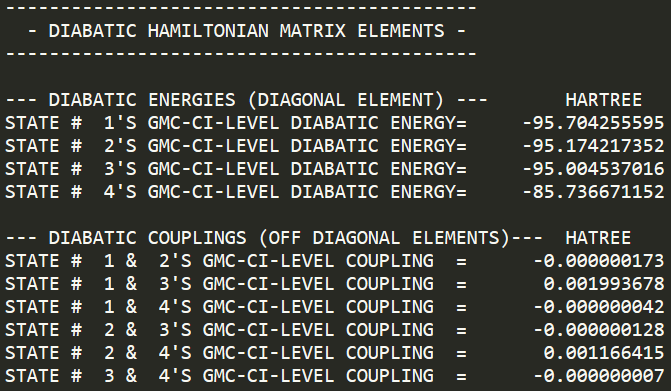 -------------------------------------------
- DIABATIC HAMILTONIAN MATRIX ELEMENTS -
-------------------------------------------
--- DIABATIC ENERGIES (DIAGONAL ELEMENT) --- HARTREE
STATE # 1'S GMC-CI-LEVEL DIABATIC ENERGY= -95.704255595
STATE # 2'S GMC-CI-LEVEL DIABATIC ENERGY= -95.174217352
STATE # 3'S GMC-CI-LEVEL DIABATIC ENERGY= -95.004537016
STATE # 4'S GMC-CI-LEVEL DIABATIC ENERGY= -85.736671152
--- DIABATIC COUPLINGS (OFF DIAGONAL ELEMENTS)--- HATREE
STATE # 1 & 2'S GMC-CI-LEVEL COUPLING = -0.000000173
STATE # 1 & 3'S GMC-CI-LEVEL COUPLING = 0.001993678
STATE # 1 & 4'S GMC-CI-LEVEL COUPLING = -0.000000042
STATE # 2 & 3'S GMC-CI-LEVEL COUPLING = -0.000000128
STATE # 2 & 4'S GMC-CI-LEVEL COUPLING = 0.001166415
STATE # 3 & 4'S GMC-CI-LEVEL COUPLING = -0.000000007